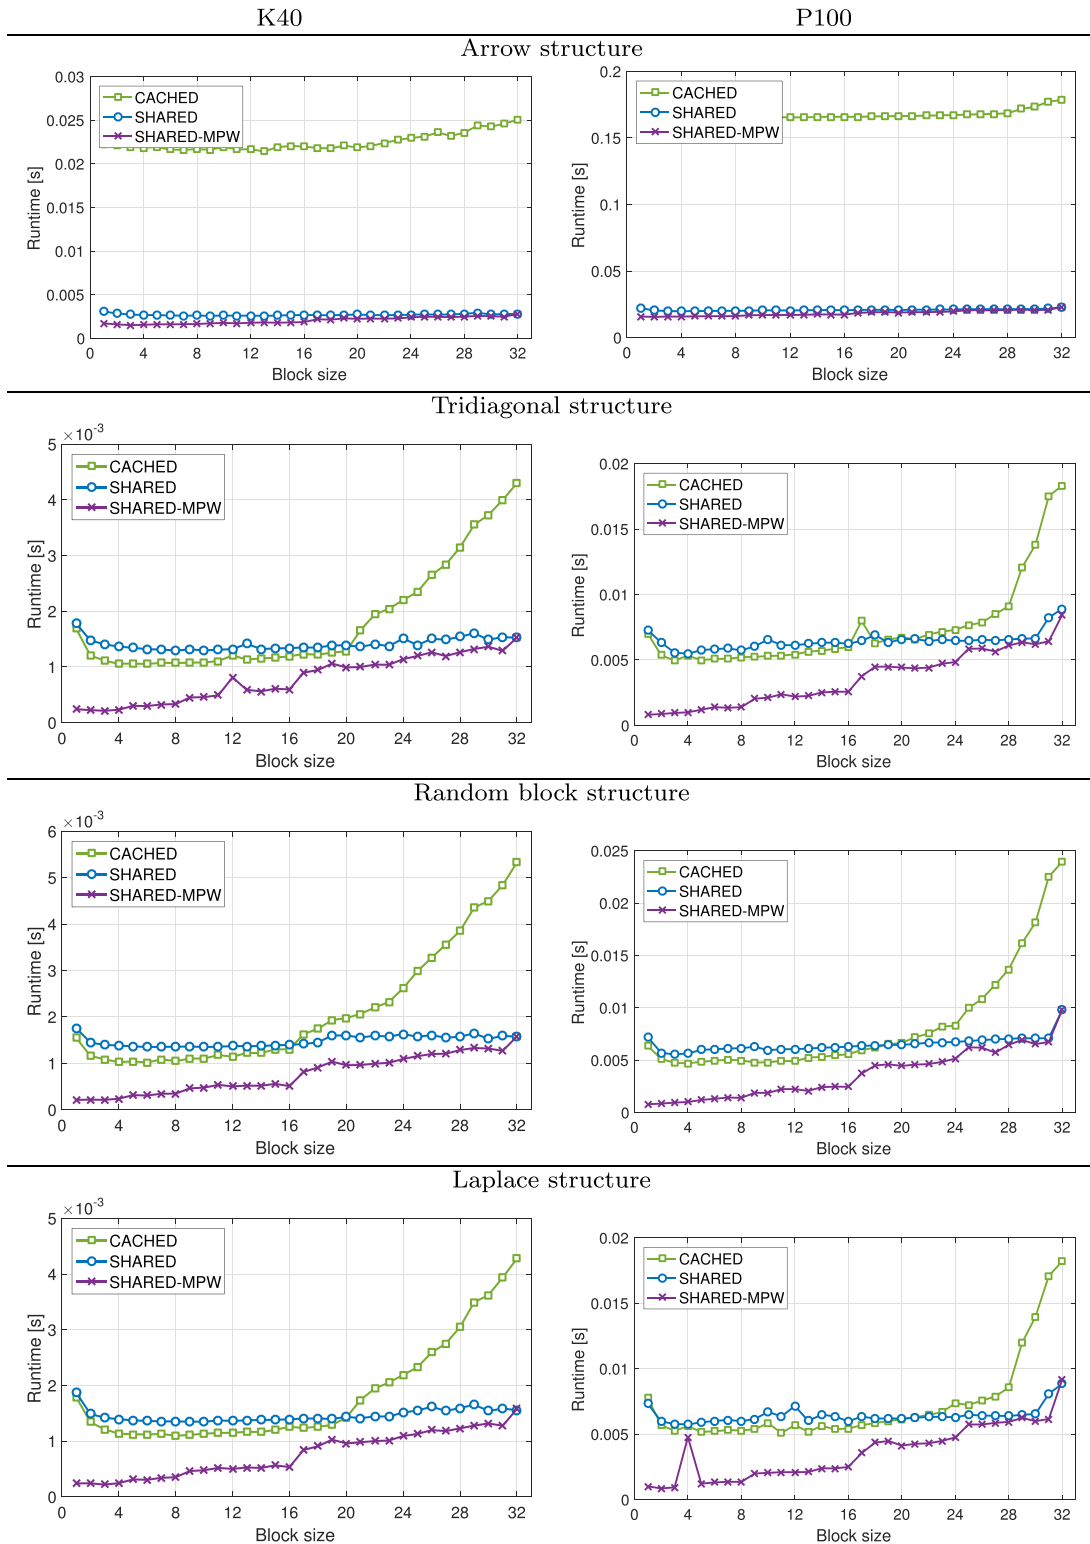 K40 P100
Arrow structure
0.03
0.025
0.02
0.015
0.01
0.005
0
Runtime [s]
CACHED
SHARED
SHARED-MPW
0 4 8 12 16 20 24 28 32
Block size
0.2
0.15
0.1
0.05
0
Runtime [s]
CACHED
SHARED
SHARED-MPW
0 4 8 12 16 20 24 28 32
Block size
Tridiagonal structure
×10-3
5
4
3
2
1
0
Runtime [s]
CACHED
SHARED
SHARED-MPW
0 4 8 12 16 20 24 28 32
Block size
0.02
0.015
0.01
0.005
0
Runtime [s]
CACHED
SHARED
SHARED-MPW
0 4 8 12 16 20 24 28 32
Block size
Random block structure
×10-3
6
5
4
3
2
1
0
Runtime [s]
CACHED
SHARED
SHARED-MPW
0 4 8 12 16 20 24 28 32
Block size
0.025
0.02
0.015
0.01
0.005
0
Runtime [s]
CACHED
SHARED
SHARED-MPW
0 4 8 12 16 20 24 28 32
Block size
Laplace structure
×10-3
5
4
3
2
1
0
Runtime [s]
CACHED
SHARED
SHARED-MPW
0 4 8 12 16 20 24 28 32
Block size
0.02
0.015
0.01
0.005
0
Runtime [s]
CACHED
SHARED
SHARED-MPW
0 4 8 12 16 20 24 28 32
Block size